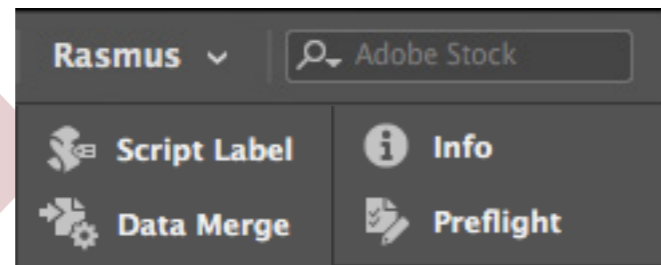 Rasmus Adobe Stock
Script Label Info
Data Merge Preflight